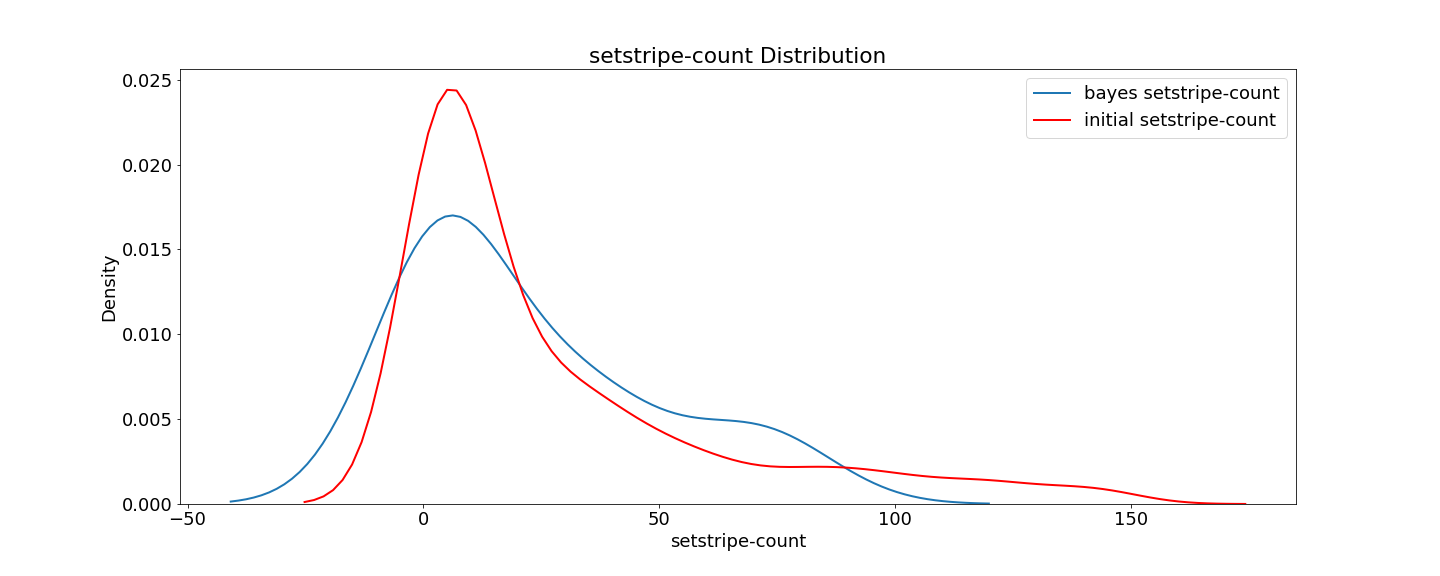 setstripe-count Distribution
bayes setstripe-count
initial setstripe-count
Density
0.025
0.020
0.015
0.010
0.005
0.000
−50
0
50
100
150
setstripe-count